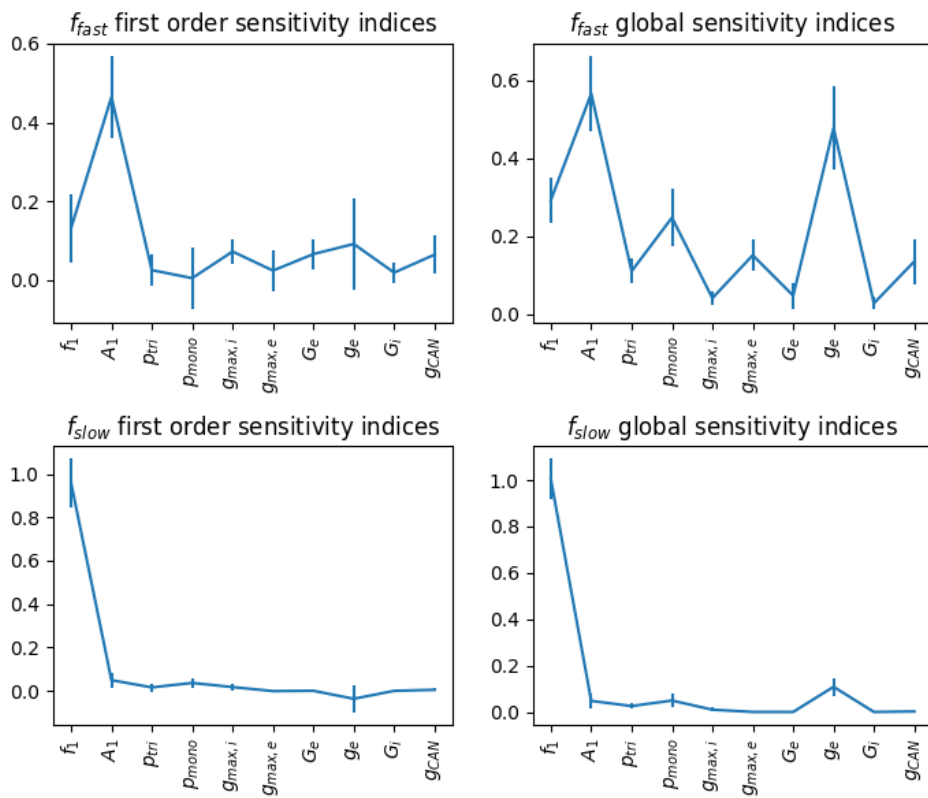 f_fast first order sensitivity indices
0.6
0.4
0.2
0.0
f_1
A_1
p_tri
p_mono
g_max,i
g_max,e
G_e
g_e
G_i
g_CAN
f_fast global sensitivity indices
0.6
0.4
0.2
0.0
f_1
A_1
p_tri
p_mono
g_max,i
g_max,e
G_e
g_e
G_i
g_CAN
f_slow first order sensitivity indices
1.0
0.8
0.6
0.4
0.2
0.0
f_1
A_1
p_tri
p_mono
g_max,i
g_max,e
G_e
g_e
G_i
g_CAN
f_slow global sensitivity indices
1.0
0.8
0.6
0.4
0.2
0.0
f_1
A_1
p_tri
p_mono
g_max,i
g_max,e
G_e
g_e
G_i
g_CAN